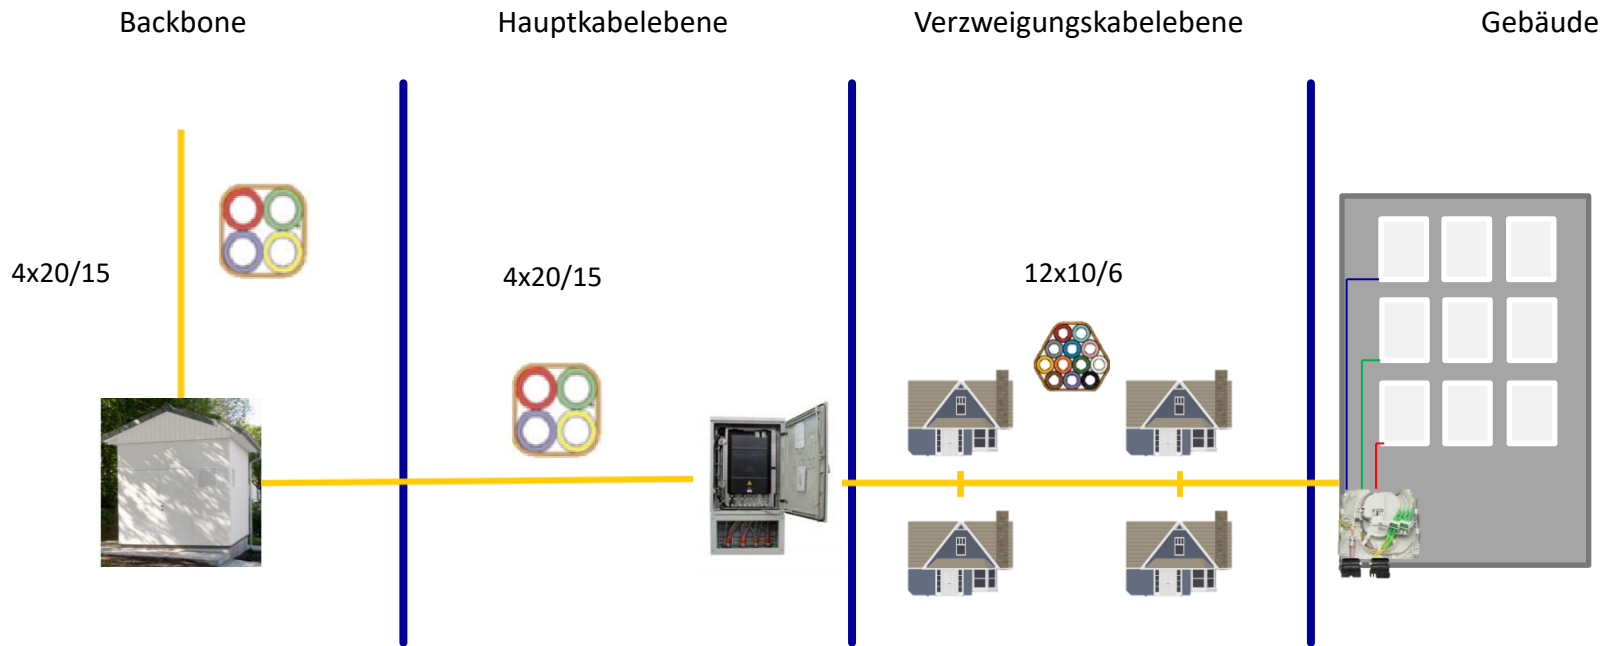 Backbone
Hauptkabelebene
Verzweigungskabelebene
Gebäude
4x20/15
4x20/15
12x10/6